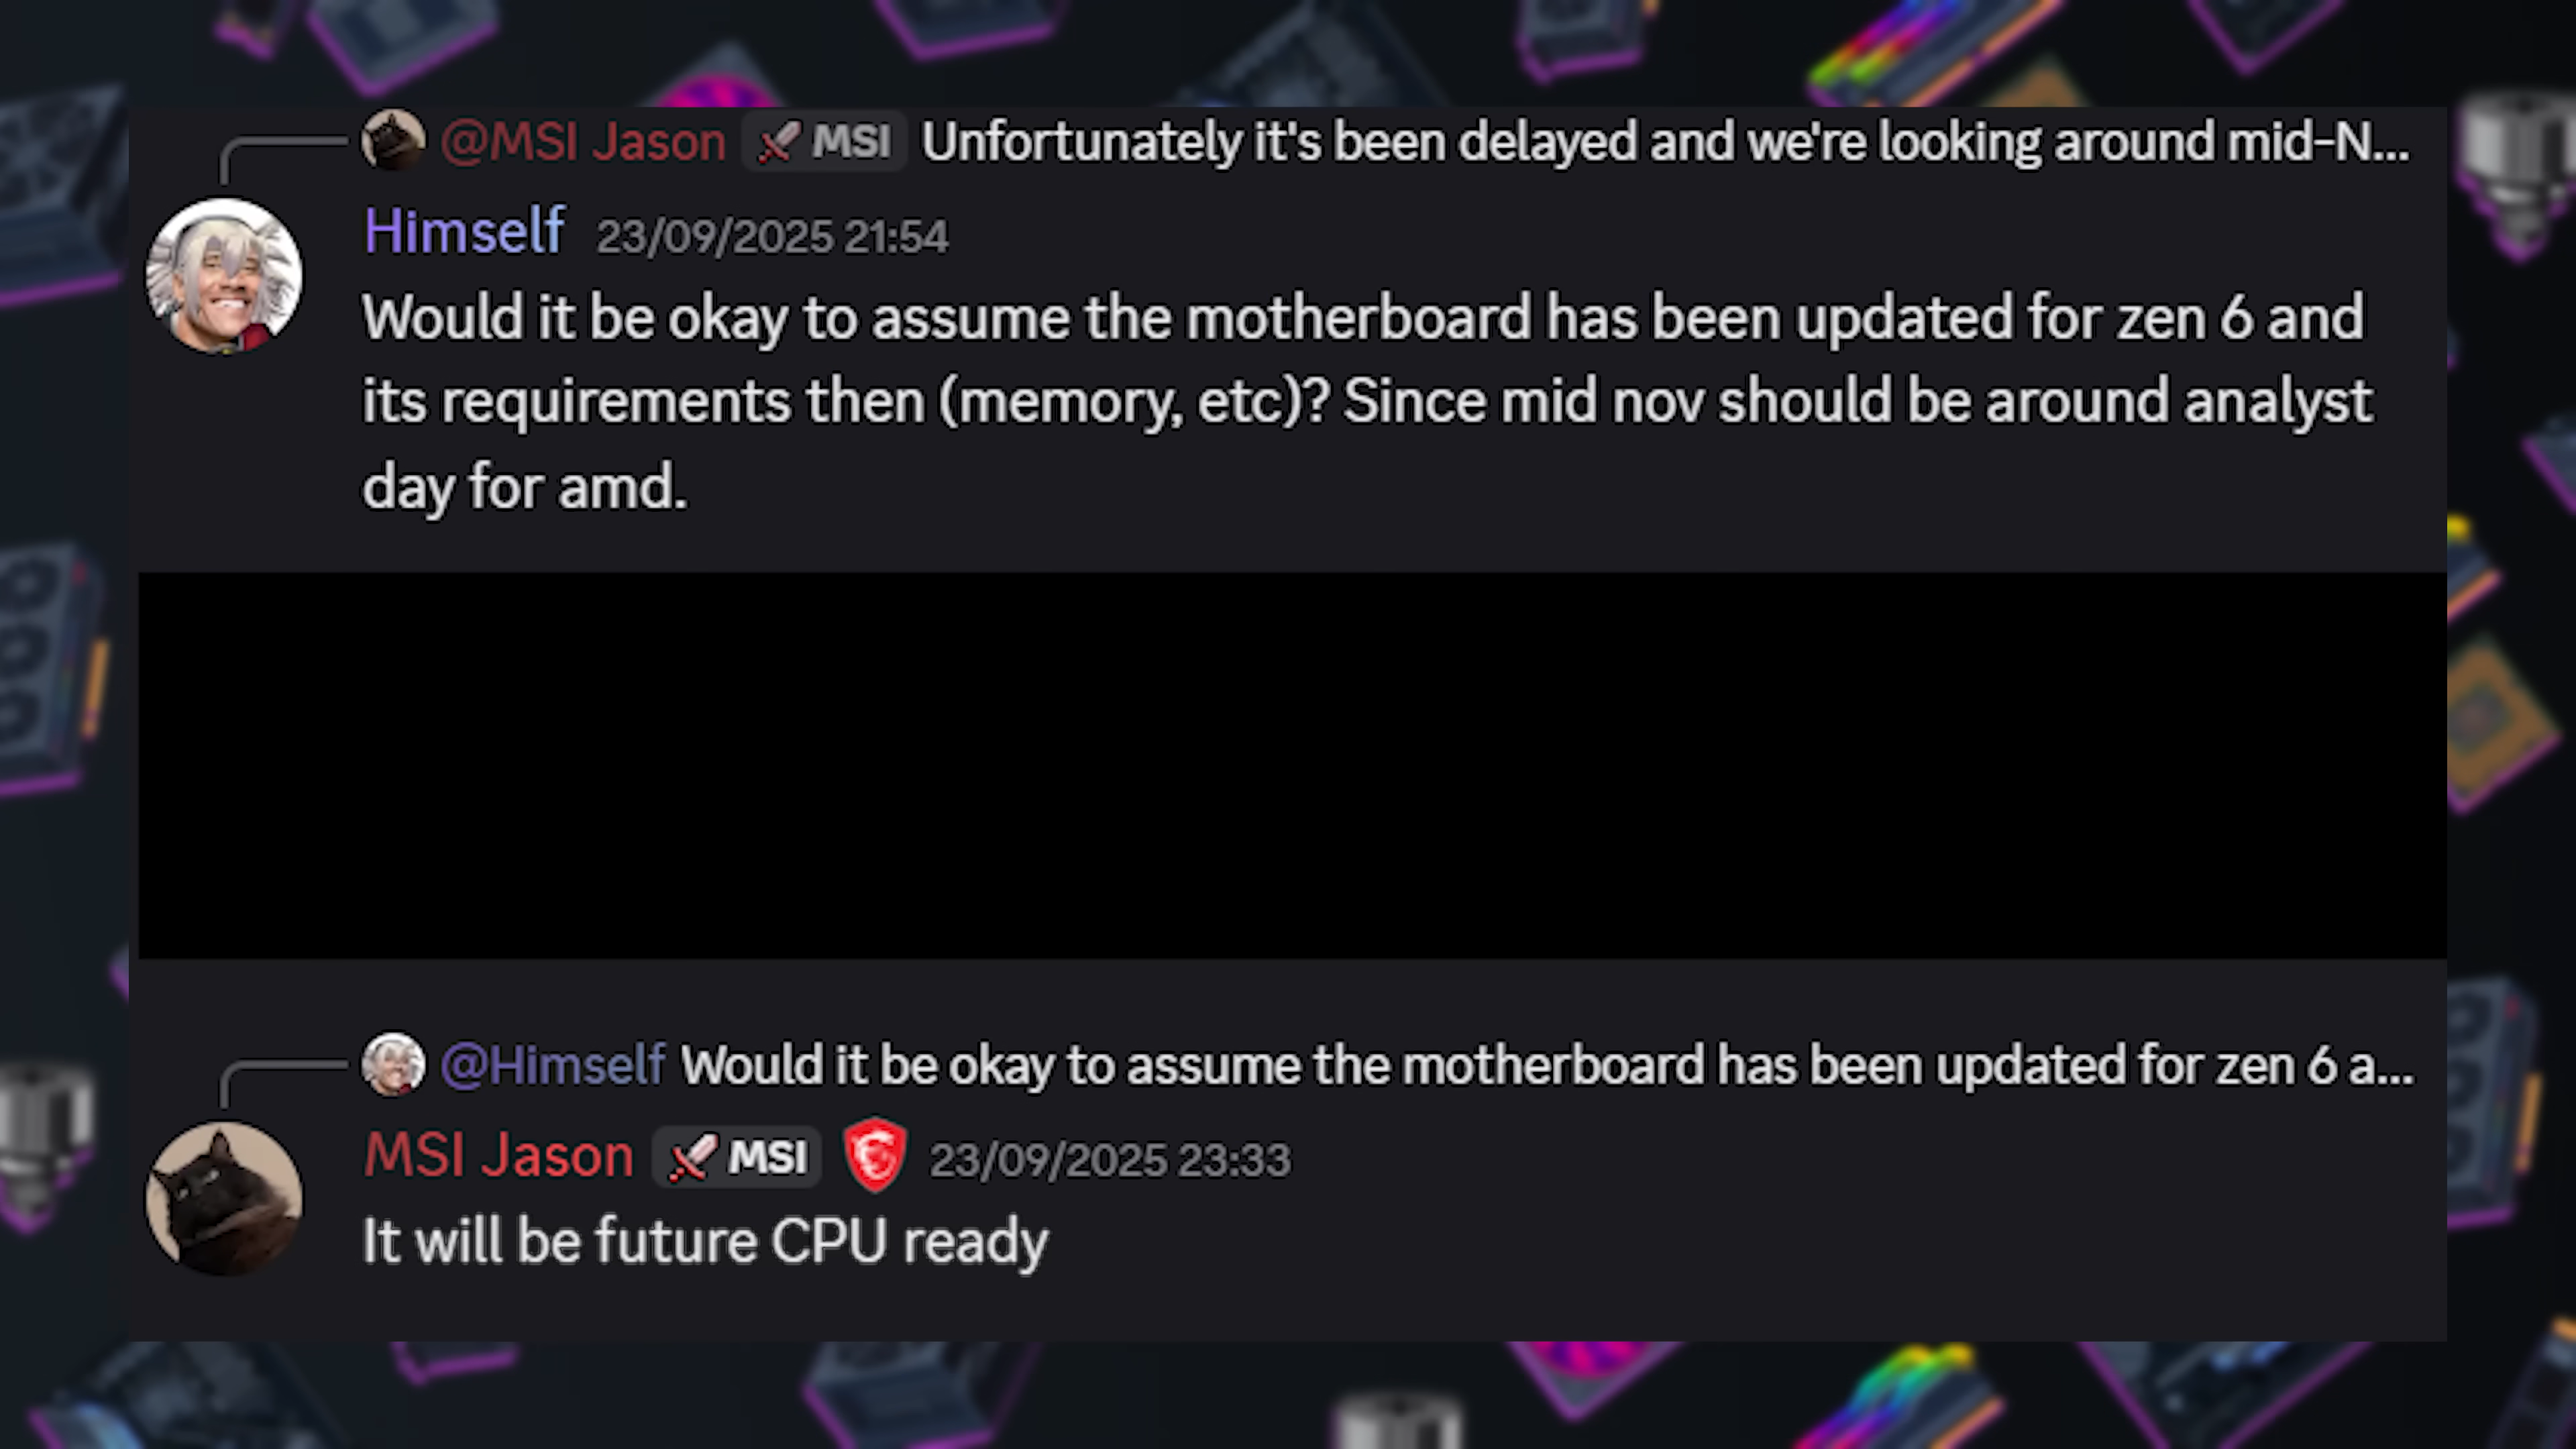 @MSI Jason MSI Unfortunately it's been delayed and we're looking around mid-N...
Himself 23/09/2025 21:54
Would it be okay to assume the motherboard has been updated for zen 6 and
its requirements then (memory, etc)? Since mid nov should be around analyst
day for amd.
@Himself Would it be okay to assume the motherboard has been updated for zen 6 a...
MSI Jason MSI 23/09/2025 23:33
It will be future CPU ready